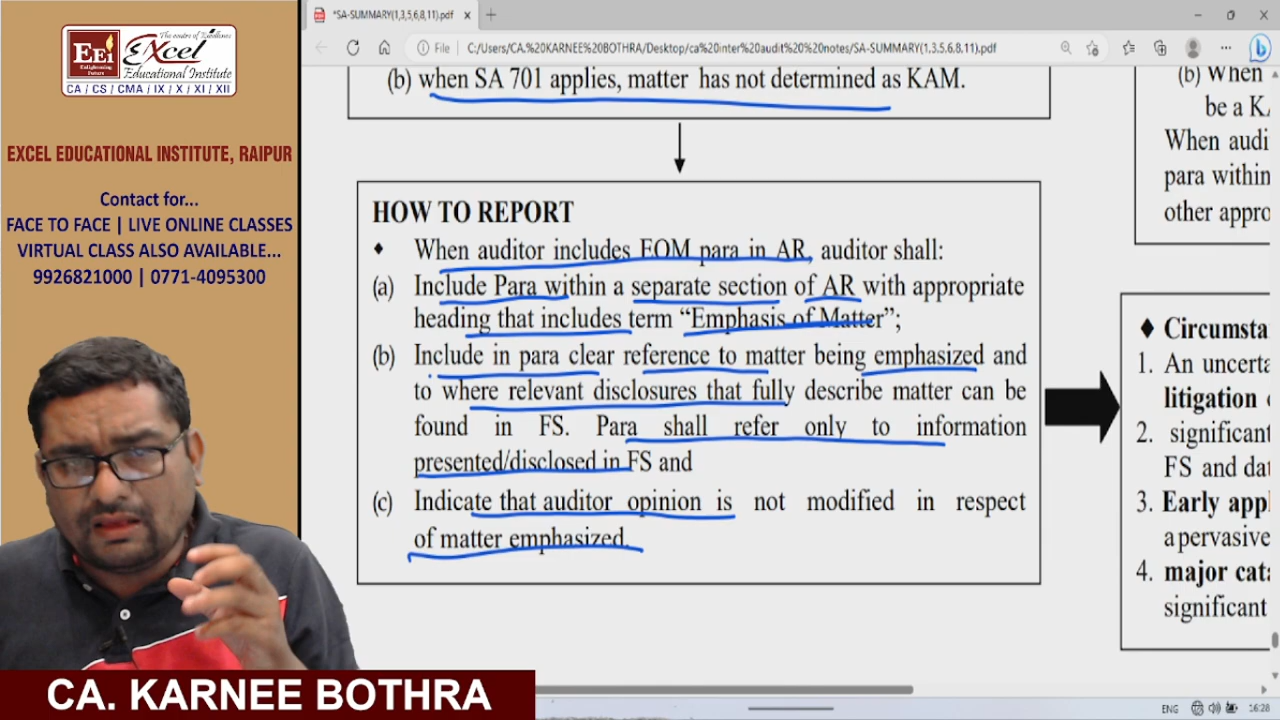 EEi
Enlightening
Future
The centre of Excellence
Excel
Educational Institute
CA / CS / CMA / IX / X / XI / XII
EXCEL EDUCATIONAL INSTITUTE, RAIPUR
Contact for...
FACE TO FACE | LIVE ONLINE CLASSES
VIRTUAL CLASS ALSO AVAILABLE...
9926821000 | 0771-4095300
*SA-SUMMARY(1,3,5,6,8,11).pdf
File | C:/Users/CA.%20KARNEE%20BOTHRA/Desktop/ca%20inter%20audit%20%20notes/SA-SUMMARY(1,3.5.6.8.11).pdf
(b) when SA 701 applies, matter has not determined as KAM.
HOW TO REPORT
When auditor includes EOM para in AR, auditor shall:
(a) Include Para within a separate section of AR with appropriate
heading that includes term “Emphasis of Matter”;
(b) Include in para clear reference to matter being emphasized and
to where relevant disclosures that fully describe matter can be
found in FS. Para shall refer only to information
presented/disclosed in FS and
(c) Indicate that auditor opinion is not modified in respect
of matter emphasized.
(b) When
be a KA
When audi
para within
other appro
Circumsta
1. An uncerta
litigation
2. significant
FS and dat
3. Early appl
a pervasive
4. major cata
significant
CA. KARNEE BOTHRA
ENG
16:28